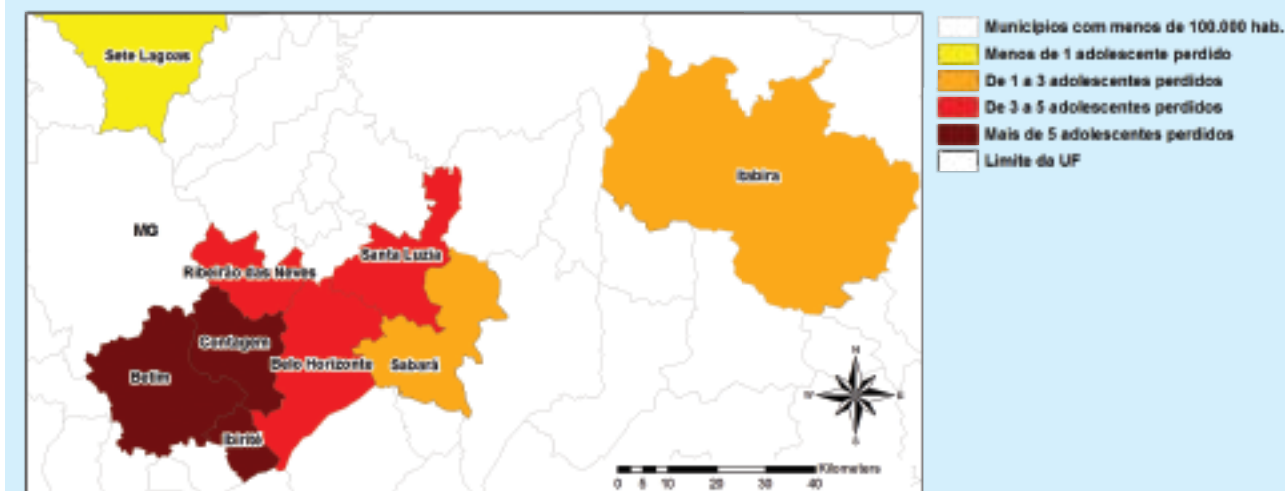 Sete Lagoas
Itabira
MG
Santa Luzia
Ribeirão das Neves
Contagem
Belo Horizonte
Sabará
Betim
Ibirité
N
W
E
S
Kilometers
0 5 10 20 30 40
Municípios com menos de 100.000 hab.
Menos de 1 adolescente perdido
De 1 a 3 adolescentes perdidos
De 3 a 5 adolescentes perdidos
Mais de 5 adolescentes perdidos
Limite da UF